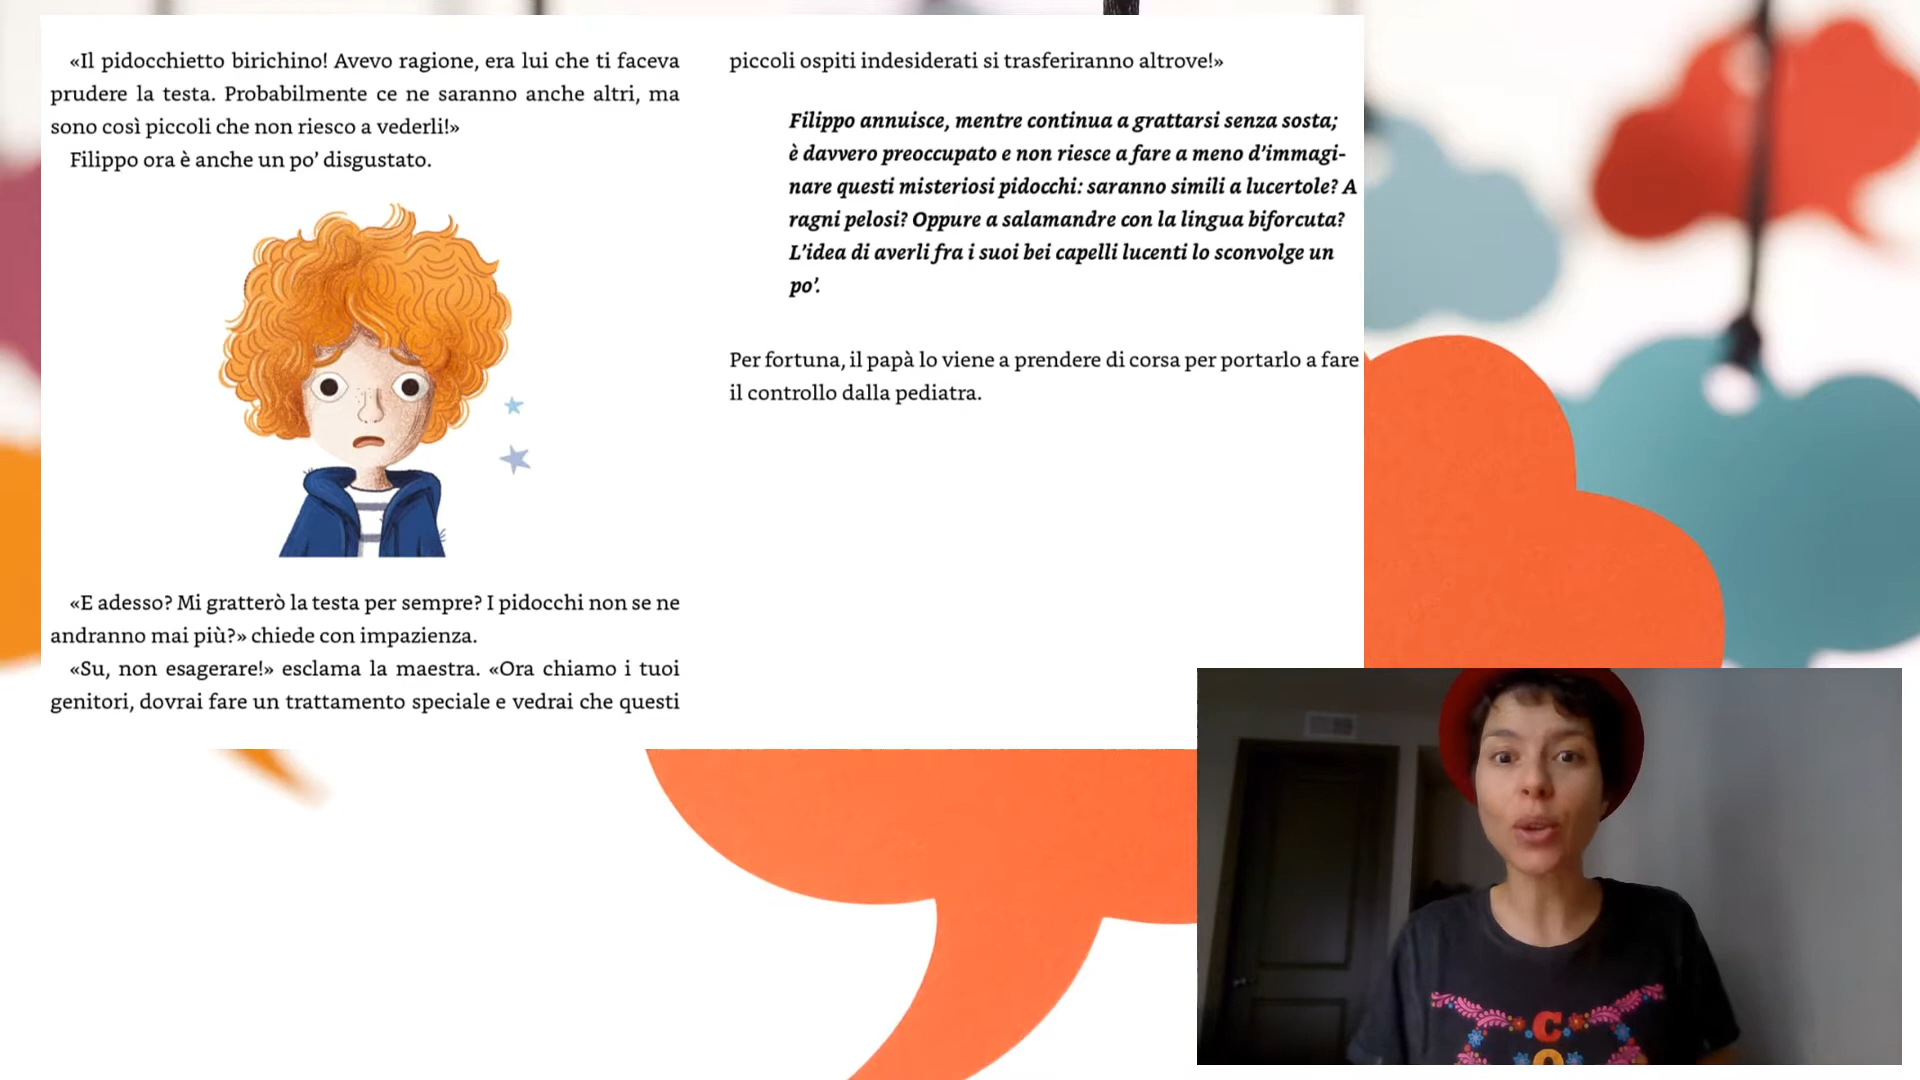 «Il pidocchietto birichino! Avevo ragione, era lui che ti faceva
prudere la testa. Probabilmente ce ne saranno anche altri, ma
sono così piccoli che non riesco a vederli!»
Filippo ora è anche un po’ disgustato.
«E adesso? Mi gratterò la testa per sempre? I pidocchi non se ne
andranno mai più?» chiede con impazienza.
«Su, non esagerare!» esclama la maestra. «Ora chiamo i tuoi
genitori, dovrai fare un trattamento speciale e vedrai che questi
piccoli ospiti indesiderati si trasferiranno altrove!»
Filippo annuisce, mentre continua a grattarsi senza sosta;
è davvero preoccupato e non riesce a fare a meno d’immagi-
nare questi misteriosi pidocchi: saranno simili a lucertole? A
ragni pelosi? Oppure a salamandre con la lingua biforcuta?
L’idea di averli fra i suoi bei capelli lucenti lo sconvolge un
po’.
Per fortuna, il papà lo viene a prendere di corsa per portarlo a fare
il controllo dalla pediatra.
C
O